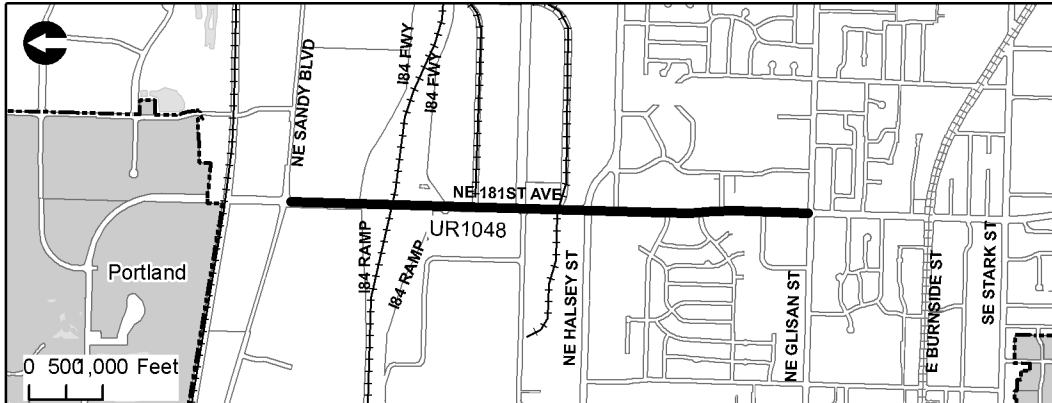 NE SANDY BLVD
I84 FWY
I84 FWY
NE 181ST AVE
UR1048
I84 RAMP
I84 RAMP
NE HALSEY ST
NE GLISAN ST
E BURNSIDE ST
SE STARK ST
Portland
0 500 1,000 Feet